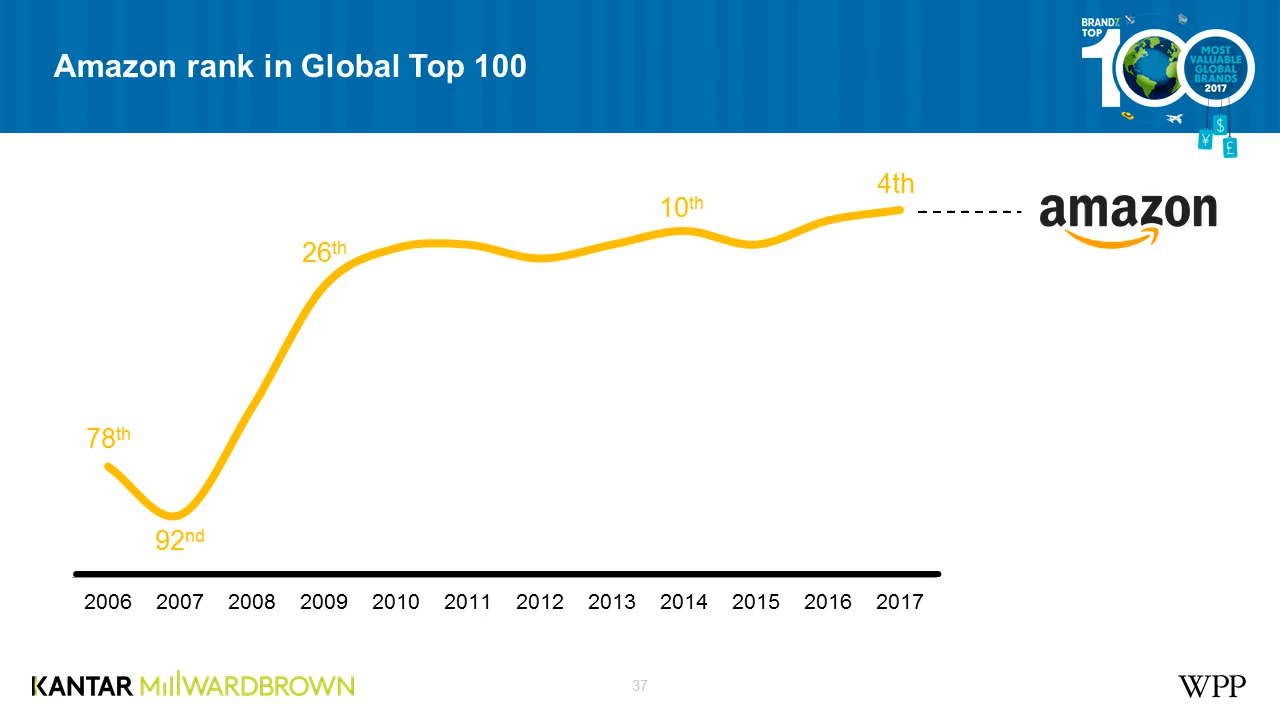 Amazon rank in Global Top 100
BRANDZ
TOP
100
MOST
VALUABLE
GLOBAL
BRANDS
2017
¥ $ £
4th
amazon
10th
26th
78th
92nd
2006 2007 2008 2009 2010 2011 2012 2013 2014 2015 2016 2017
KANTAR MillWARDBROWN
37
WPP